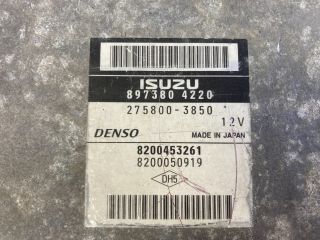 ISUZU
897380 4220
275800-3850
12V
DENSO MADE IN JAPAN
8200453261
8200050919
DH5